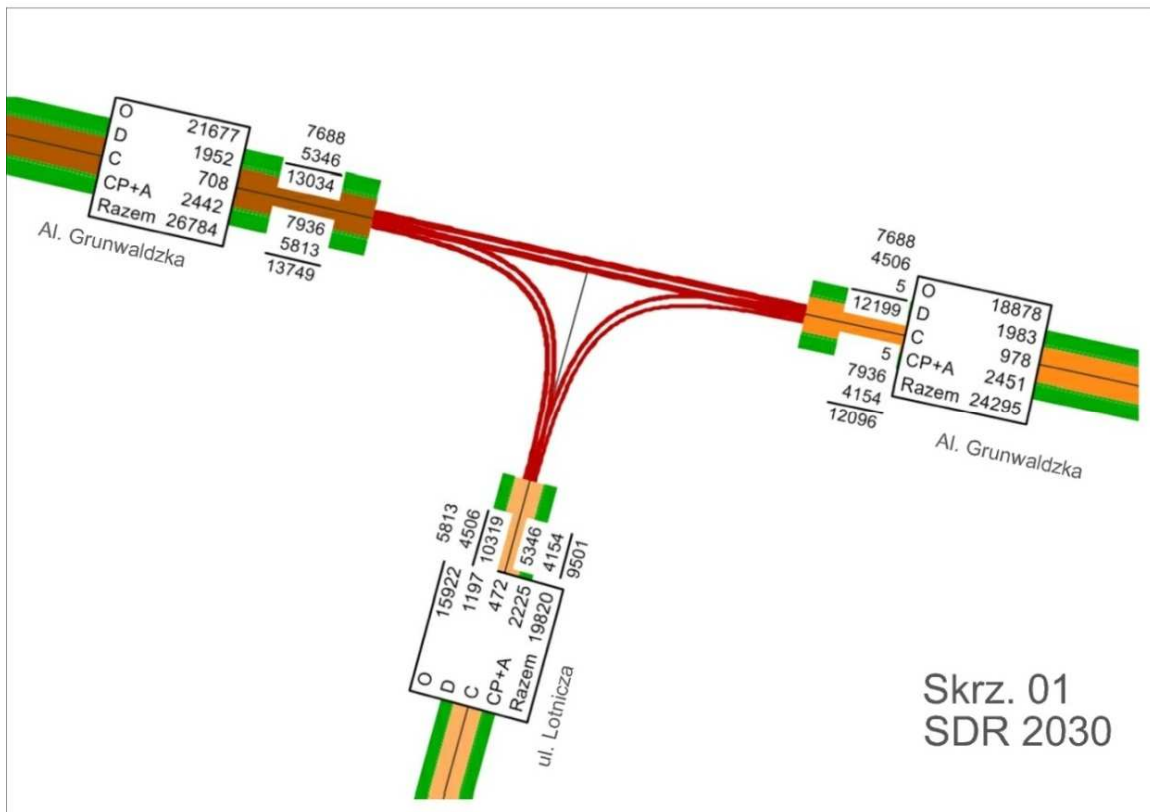 O 21677
D 1952
C 708
CP+A 2442
Razem 26784
Al. Grunwaldzka
7688
5346
13034
7936
5813
13749
7688
4506
5
12199
5
7936
4154
12096
O 18878
D 1983
C 978
CP+A 2451
Razem 24295
Al. Grunwaldzka
5813
4506
10319
5346
4154
9501
O 15922
D 1197
C 472
CP+A 2225
Razem 19820
ul. Lotnicza
Skrz. 01
SDR 2030